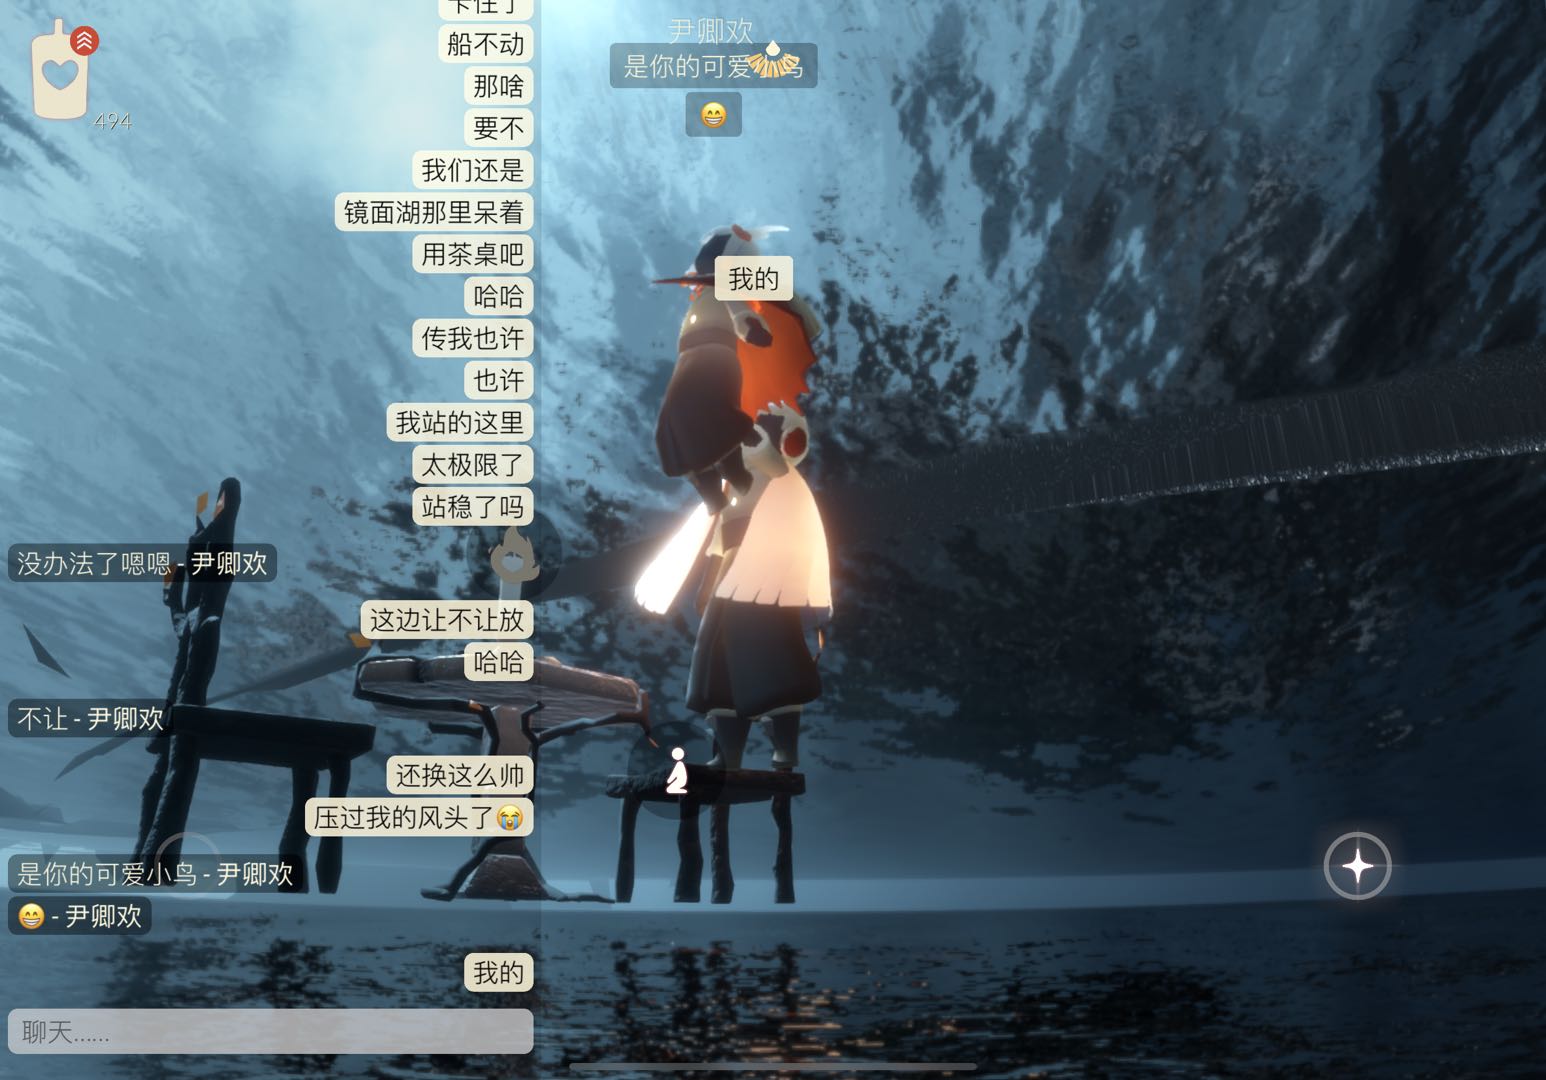 卡住了
船不动
那啥
要不
我们还是
镜面湖那里呆着
用茶桌吧
哈哈
传我也许
也许
我站的这里
太极限了
站稳了吗
没办法了嗯嗯 - 尹卿欢
这边让不让放
哈哈
不让 - 尹卿欢
还换这么帅
压过我的风头了😭
是你的可爱小鸟 - 尹卿欢
😁 - 尹卿欢
我的
聊天……
494
尹卿欢
是你的可爱 鸟
😁
我的